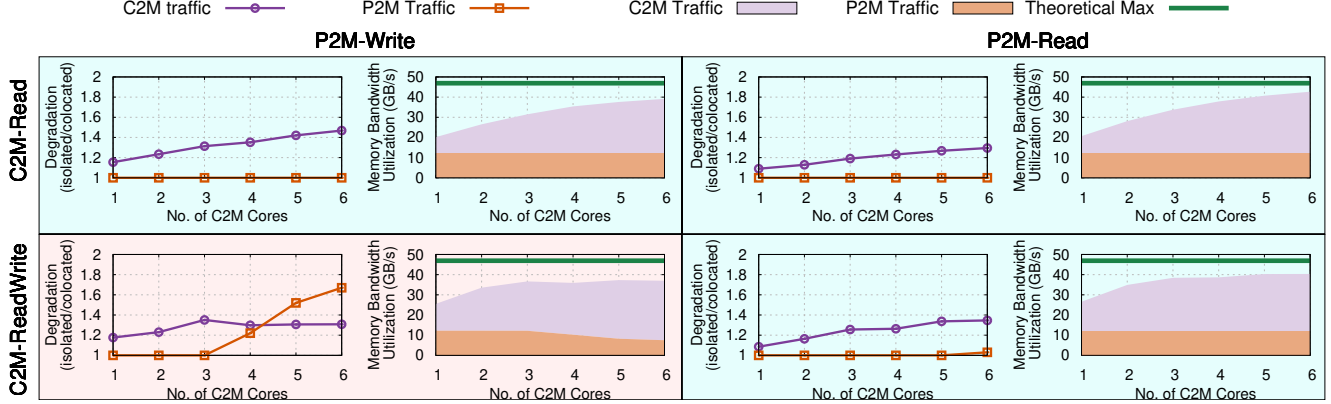 C2M traffic P2M Traffic C2M Traffic P2M Traffic Theoretical Max
P2M-Write P2M-Read
C2M-Read
Degradation
(isolated/colocated)
2
1.8
1.6
1.4
1.2
1
1 2 3 4 5 6
No. of C2M Cores
Memory Bandwidth
Utilization (GB/s)
50
40
30
20
10
0
1 2 3 4 5 6
No. of C2M Cores
Degradation
(isolated/colocated)
2
1.8
1.6
1.4
1.2
1
1 2 3 4 5 6
No. of C2M Cores
Memory Bandwidth
Utilization (GB/s)
50
40
30
20
10
0
1 2 3 4 5 6
No. of C2M Cores
C2M-ReadWrite
Degradation
(isolated/colocated)
2
1.8
1.6
1.4
1.2
1
1 2 3 4 5 6
No. of C2M Cores
Memory Bandwidth
Utilization (GB/s)
50
40
30
20
10
0
1 2 3 4 5 6
No. of C2M Cores
Degradation
(isolated/colocated)
2
1.8
1.6
1.4
1.2
1
1 2 3 4 5 6
No. of C2M Cores
Memory Bandwidth
Utilization (GB/s)
50
40
30
20
10
0
1 2 3 4 5 6
No. of C2M Cores